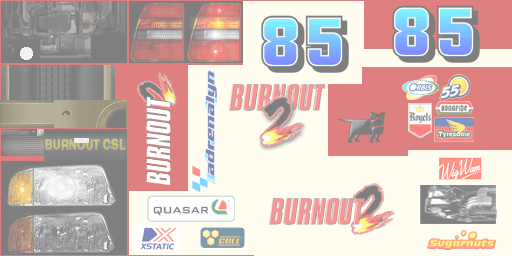 85
85
BURNOUT
2
adrenalyn
BURNOUT
2
ORBIS
55
Royels
BONAFIDE
Tyresome
BURNOUT CSL
WigWam
QUASAR
BURNOUT
2
XSTATIC
CELL
Sugarnuts